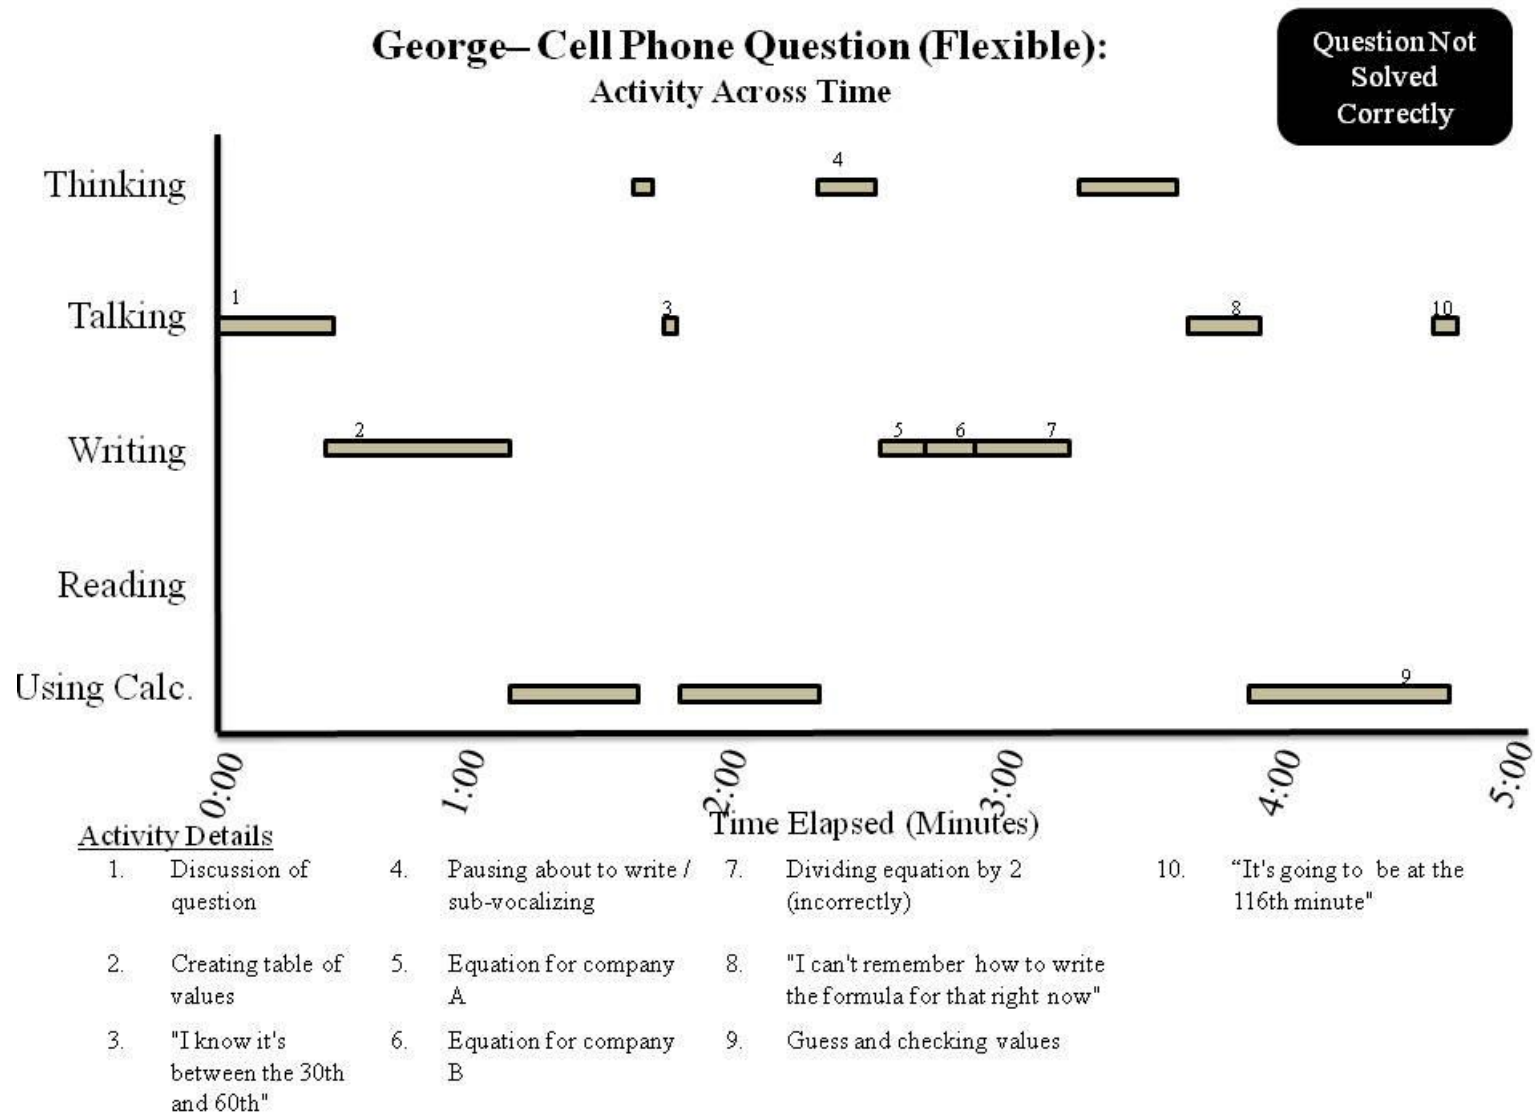 George– Cell Phone Question (Flexible):
Activity Across Time
Question Not
Solved
Correctly
Thinking
4
Talking
1
3
8
10
Writing
2
5
6
7
Reading
Using Calc.
9
0:00
1:00
2:00
3:00
4:00
5:00
Time Elapsed (Minutes)
Activity Details
1. Discussion of
question
2. Creating table of
values
3. "I know it's
between the 30th
and 60th"
4. Pausing about to write /
sub-vocalizing
5. Equation for company
A
6. Equation for company
B
7. Dividing equation by 2
(incorrectly)
8. "I can't remember how to write
the formula for that right now"
9. Guess and checking values
10. “It's going to be at the
116th minute"